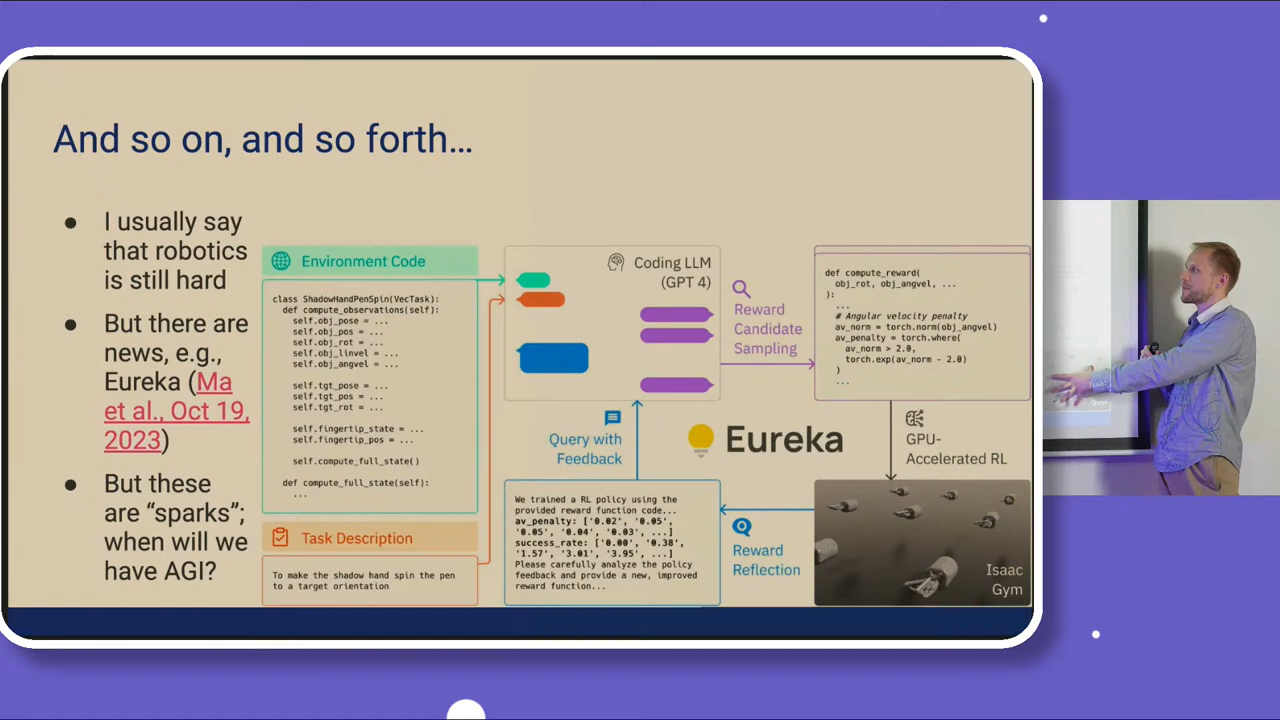 And so on, and so forth...
● I usually say
that robotics
is still hard
● But there are
news, e.g.,
Eureka (Ma
et al., Oct 19,
2023)
● But these
are “sparks”;
when will we
have AGI?
Environment Code
class ShadowHandPenSpin(VecTask):
def compute_observations(self):
self.obj_pose = ...
self.obj_pos = ...
self.obj_rot = ...
self.obj_linvel = ...
self.obj_angvel = ...
self.tgt_pose = ...
self.tgt_pos = ...
self.tgt_rot = ...
self.fingertip_state = ...
self.fingertip_pos = ...
self.compute_full_state()
def compute_full_state(self):
...
Task Description
To make the shadow hand spin the pen
to a target orientation
Coding LLM
(GPT 4)
Reward
Candidate
Sampling
def compute_reward(
obj_rot, obj_angvel, ...
):
...
# Angular velocity penalty
av_norm = torch.norm(obj_angvel)
av_penalty = torch.where(
av_norm > 2.0,
torch.exp(av_norm - 2.0)
)
...
Query with
Feedback
Eureka
GPU-
Accelerated RL
We trained a RL policy using the
provided reward function code...
av_penalty: ['0.02', '0.05',
'0.05', '0.04', '0.03', ...]
success_rate: ['0.00', '0.38',
'1.57', '3.01', '3.95', ...]
Please carefully analyze the policy
feedback and provide a new, improved
reward function...
Reward
Reflection
Isaac
Gym